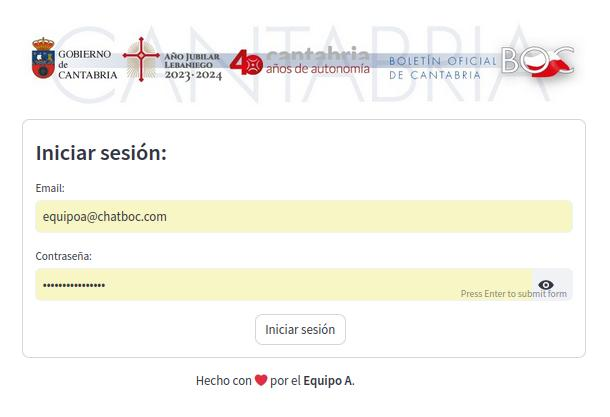 CANTABRIA
GOBIERNO
de
CANTABRIA
AÑO JUBILAR
LEBANIEGO
2023·2024
40 cantabria
años de autonomía
BOLETÍN OFICIAL
DE CANTABRIA
BOC
Iniciar sesión:
Email:
equipoa@chatboc.com
Contraseña:
••••••••••••••••
Press Enter to submit form
Iniciar sesión
Hecho con ❤ por el Equipo A.